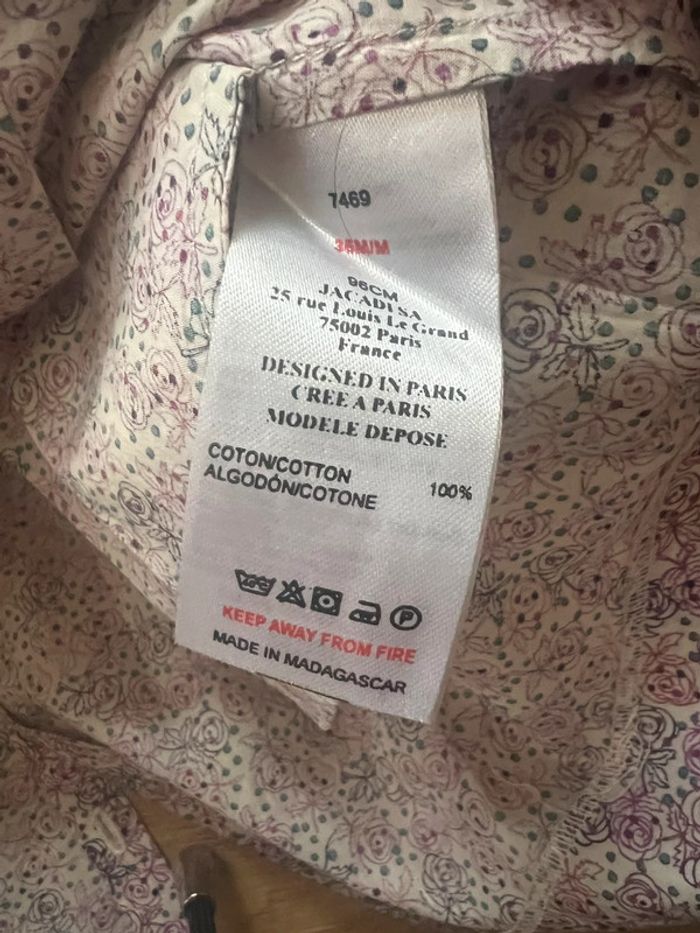 7469
36M/M
96CM
JACADI SA
25 rue Louis Le Grand
75002 Paris
France
DESIGNED IN PARIS
CREE A PARIS
MODELE DEPOSE
COTON/COTTON 100%
ALGODÓN/COTONE
P
KEEP AWAY FROM FIRE
MADE IN MADAGASCAR